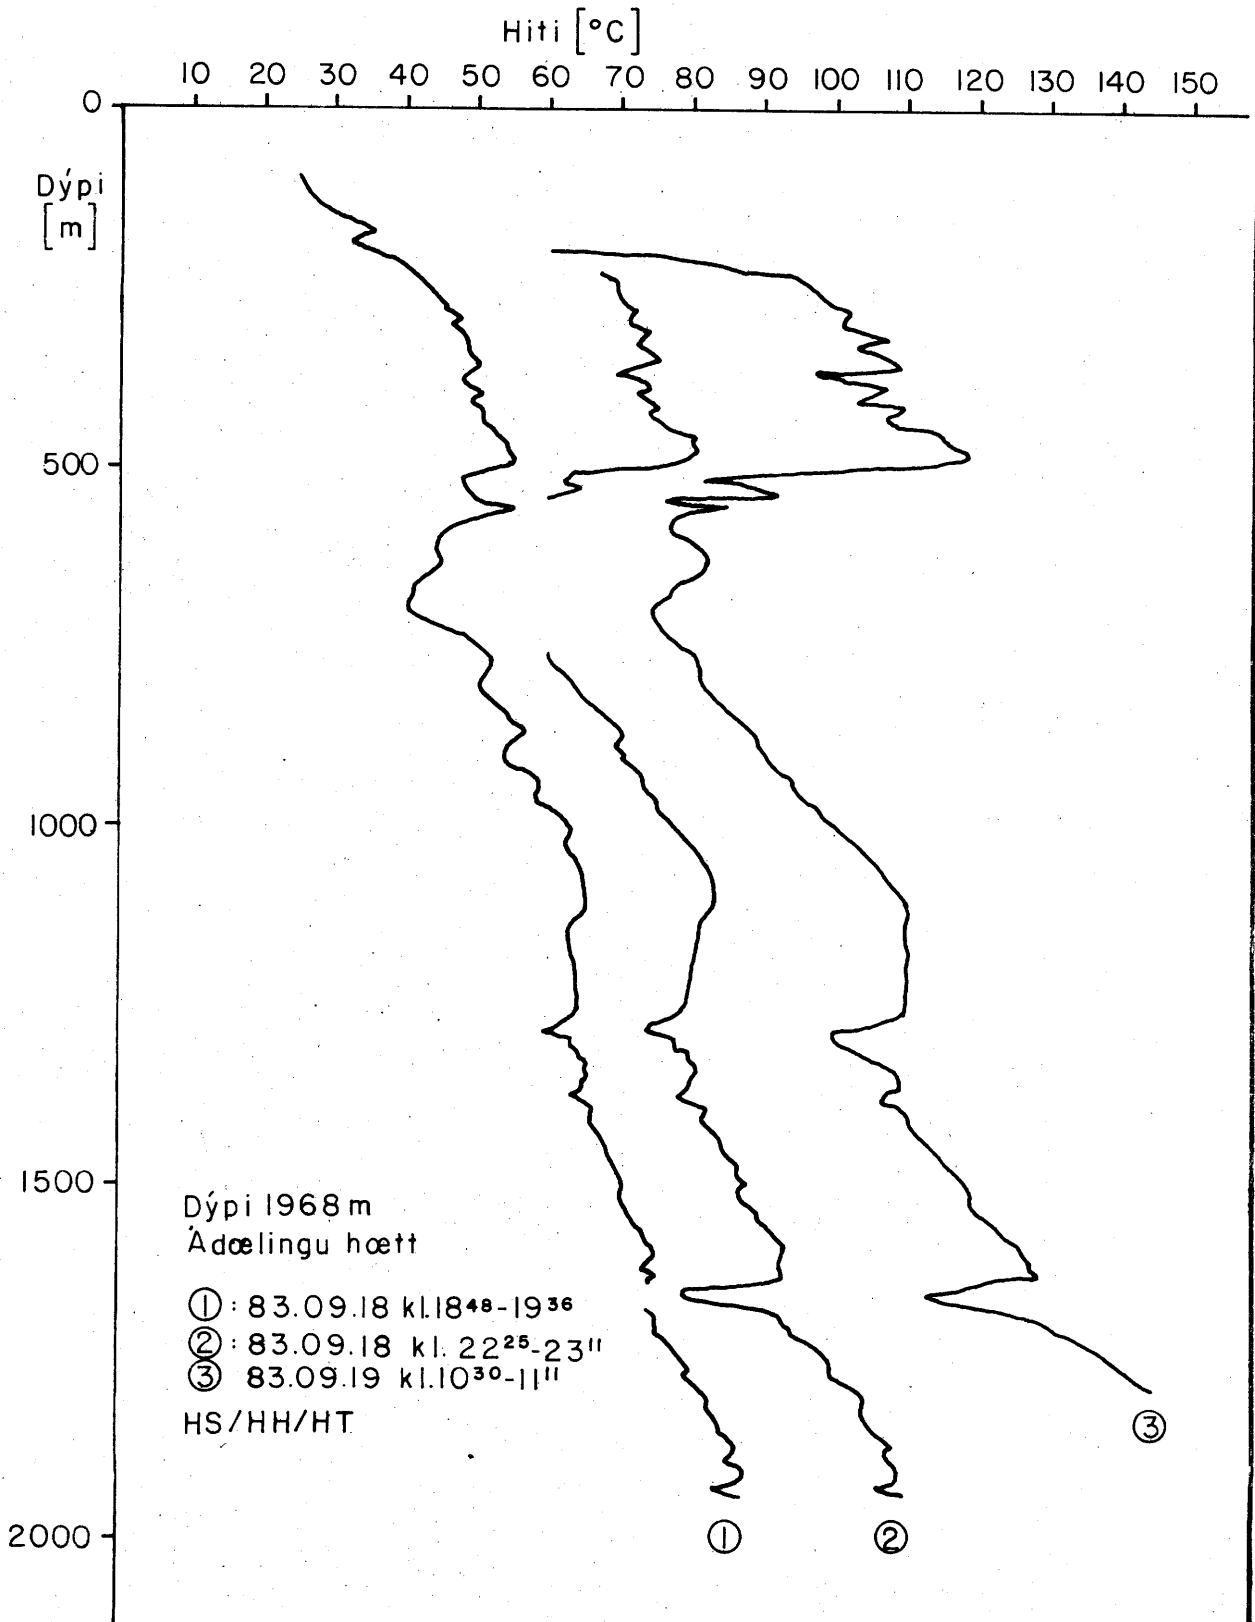 Hiti [°C]
10 20 30 40 50 60 70 80 90 100 110 120 130 140 150
0
Dýpi
[m]
500
1000
1500
2000
Dýpi 1968 m
Ádælingu hætt
① : 83.09.18 kl. 18⁴⁸-19³⁶
② : 83.09.18 kl. 22²⁵-23¹¹
③ 83.09.19 kl. 10³⁰-11¹¹
HS/HH/HT
③
① ②